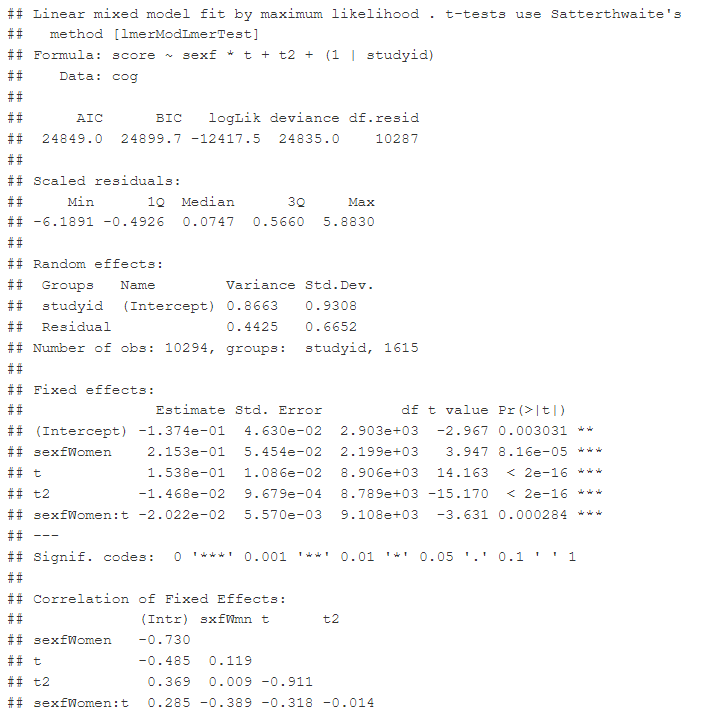 ## Linear mixed model fit by maximum likelihood . t-tests use Satterthwaite's
##   method [lmerModLmerTest]
## Formula: score ~ sexf * t + t2 + (1 | studyid)
##    Data: cog
##
##      AIC      BIC   logLik deviance df.resid
##  24849.0  24899.7 -12417.5  24835.0    10287
##
## Scaled residuals:
##     Min      1Q  Median      3Q     Max
## -6.1891 -0.4926  0.0747  0.5660  5.8830
##
## Random effects:
##  Groups   Name        Variance Std.Dev.
##  studyid  (Intercept) 0.8663   0.9308
##  Residual             0.4425   0.6652
## Number of obs: 10294, groups:  studyid, 1615
##
## Fixed effects:
##               Estimate Std. Error         df t value Pr(>|t|)
## (Intercept) -1.374e-01  4.630e-02  2.903e+03  -2.967 0.003031 **
## sexfWomen    2.153e-01  5.454e-02  2.199e+03   3.947 8.16e-05 ***
## t            1.538e-01  1.086e-02  8.906e+03  14.163  < 2e-16 ***
## t2          -1.468e-02  9.679e-04  8.789e+03 -15.170  < 2e-16 ***
## sexfWomen:t -2.022e-02  5.570e-03  9.108e+03  -3.631 0.000284 ***
## ---
## Signif. codes:  0 '***' 0.001 '**' 0.01 '*' 0.05 '.' 0.1 ' ' 1
##
## Correlation of Fixed Effects:
##             (Intr) sxfWmn t      t2
## sexfWomen   -0.730
## t           -0.485  0.119
## t2           0.369  0.009 -0.911
## sexfWomen:t  0.285 -0.389 -0.318 -0.014